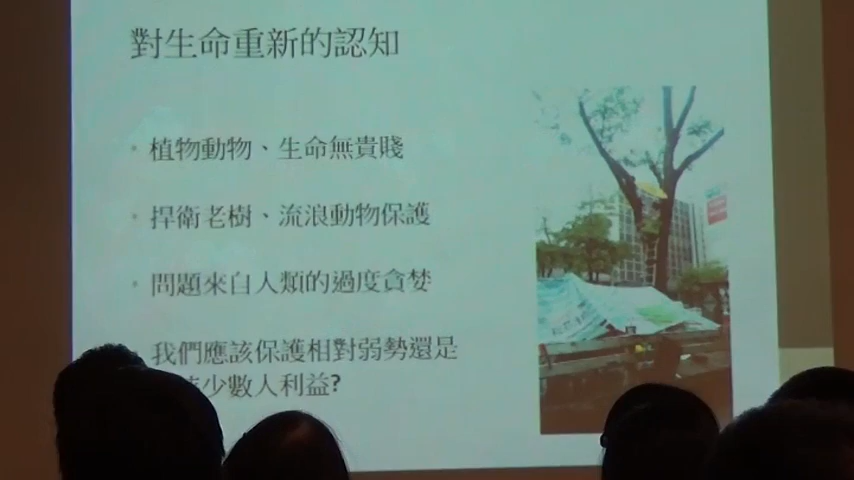 對生命重新的認知
• 植物動物、生命無貴賤
• 捍衛老樹、流浪動物保護
• 問題來自人類的過度貪婪
我們應該保護相對弱勢還是
少數人利益?